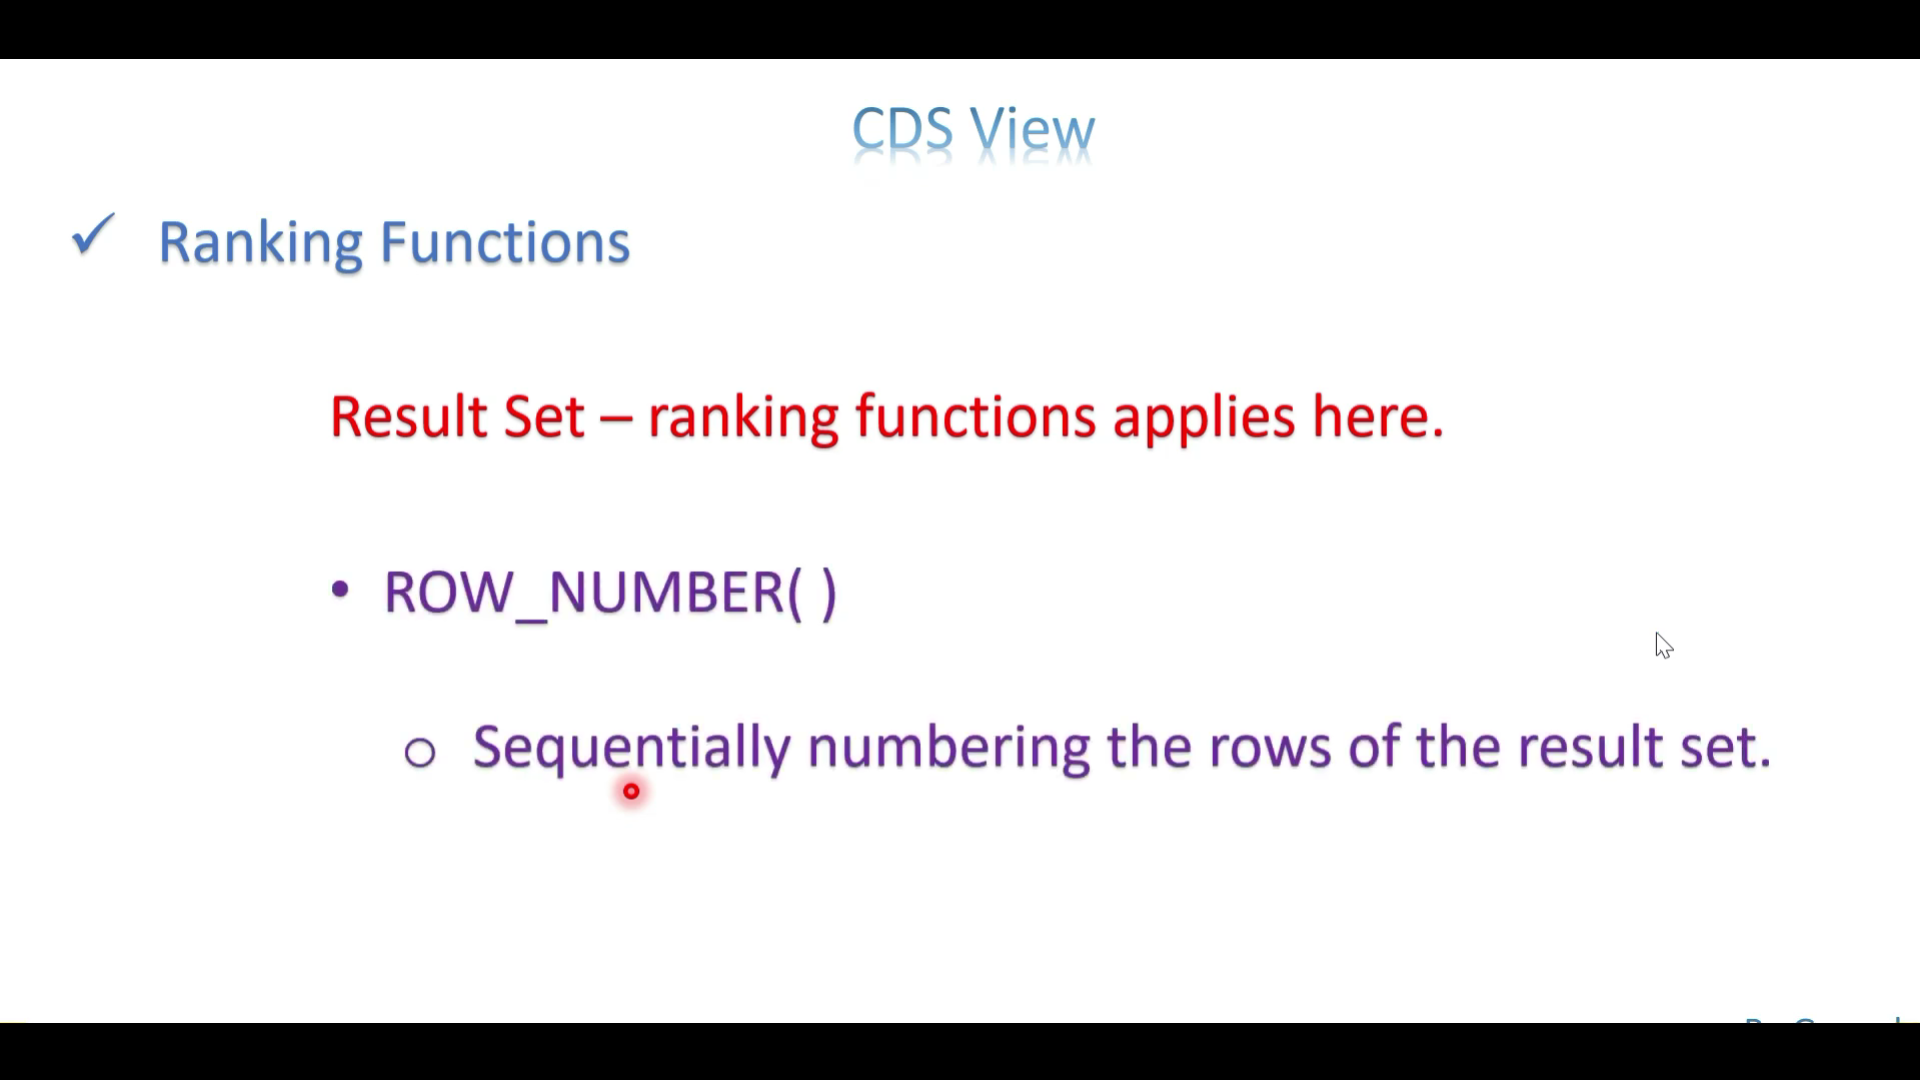 CDS View
✓ Ranking Functions
Result Set – ranking functions applies here.
• ROW_NUMBER( )
o Sequentially numbering the rows of the result set.